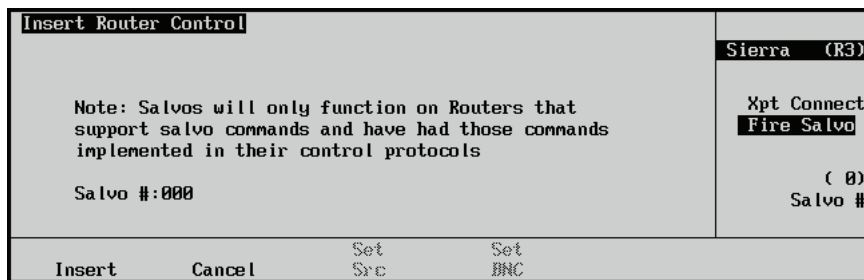 Insert Router Control
Sierra (R3)
Note: Salvos will only function on Routers that
support salvo commands and have had those commands
implemented in their control protocols
Salvo #:000
Xpt Connect
Fire Salvo
( 0)
Salvo #
Insert Cancel Set Src Set BNC